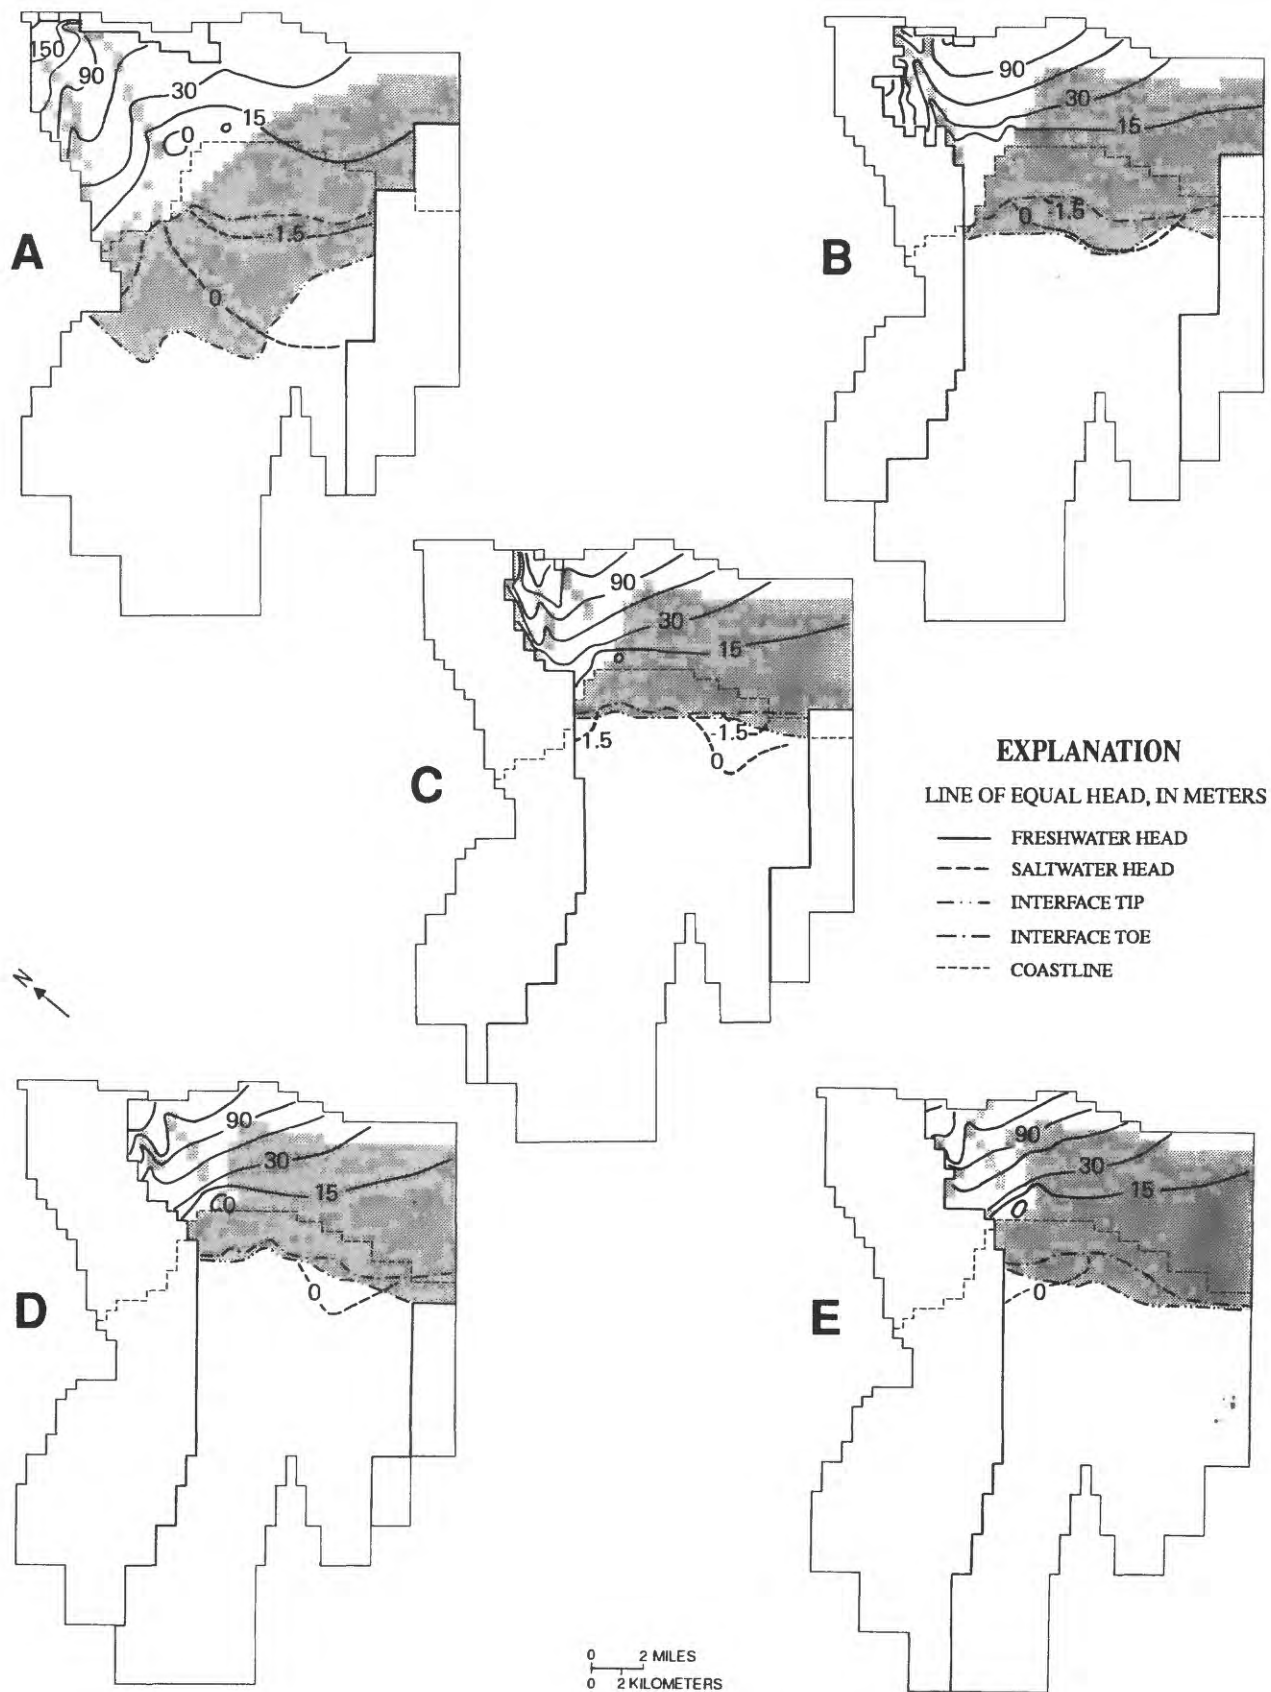 150
90
30
15
0
-1.5
0
A
90
30
15
0
-1.5
B
90
30
15
-1.5
-1.5
0
C
EXPLANATION
LINE OF EQUAL HEAD, IN METERS
FRESHWATER HEAD
SALTWATER HEAD
INTERFACE TIP
INTERFACE TOE
COASTLINE
N
90
30
15
0
0
D
90
30
15
0
E
0 2 MILES
0 2 KILOMETERS